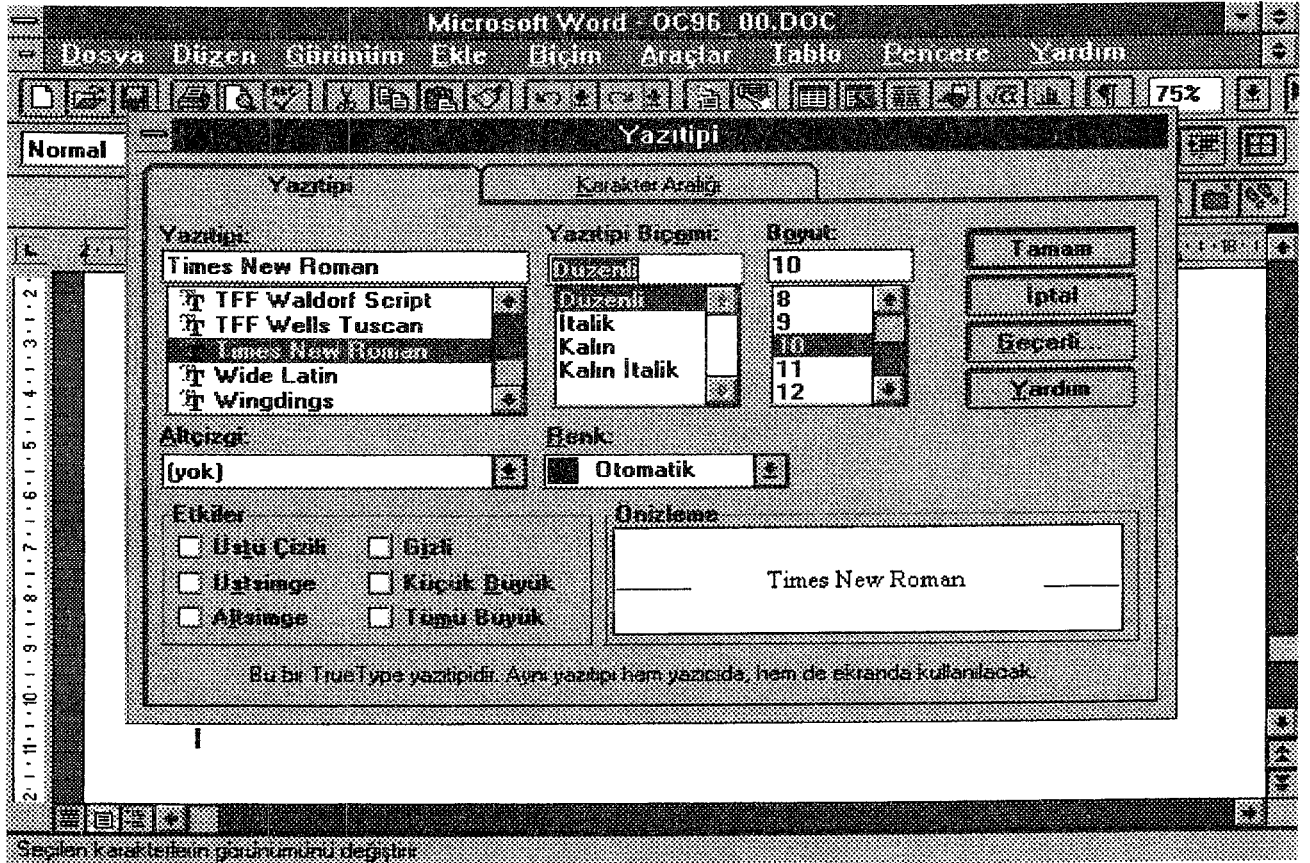 Microsoft Word - OC96_00.DOC
Dosya Düzen Görünüm Ekle Biçim Araçlar Tablo Pencere Yardım
75%
Normal
Yazıtipi
Yazıtipi Karakter Aralığı
Yazıtipi: Yazıtipi Biçemi: Boyut:
Times New Roman Düzenli 10
TFF Waldorf Script
TFF Wells Tuscan
Times New Roman
Wide Latin
Wingdings
Düzenli
İtalik
Kalın
Kalın İtalik
8
9
10
11
12
Tamam
İptal
Geçerli...
Yardım
Altçizgi: Renk:
(yok) Otomatik
Etkiler
Üstü Çizili Gizli
Üstsimge Küçük Büyük
Altsimge Tümü Büyük
Önizleme
Times New Roman
Bu bir TrueType yazıtipidir. Aynı yazıtipi hem yazıcıda, hem de ekranda kullanılacak.
Seçilen karakterlerin görünümünü değiştirir